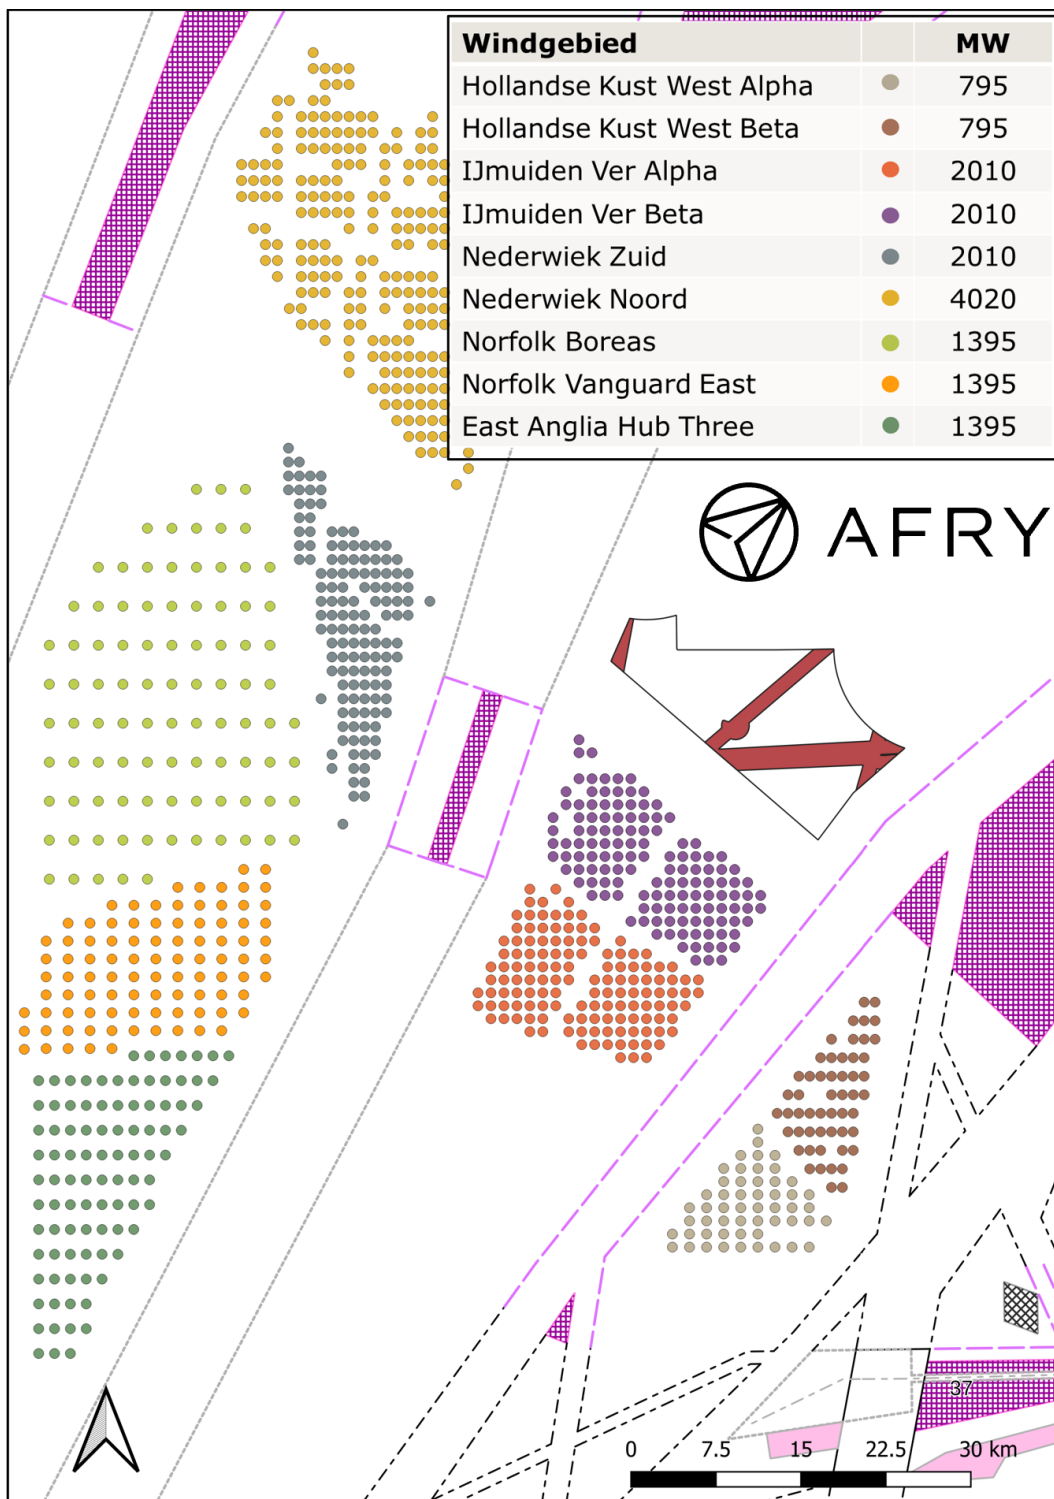 Windgebied MW
Hollandse Kust West Alpha 795
Hollandse Kust West Beta 795
IJmuiden Ver Alpha 2010
IJmuiden Ver Beta 2010
Nederwiek Zuid 2010
Nederwiek Noord 4020
Norfolk Boreas 1395
Norfolk Vanguard East 1395
East Anglia Hub Three 1395
AFRY
37
0 7.5 15 22.5 30 km